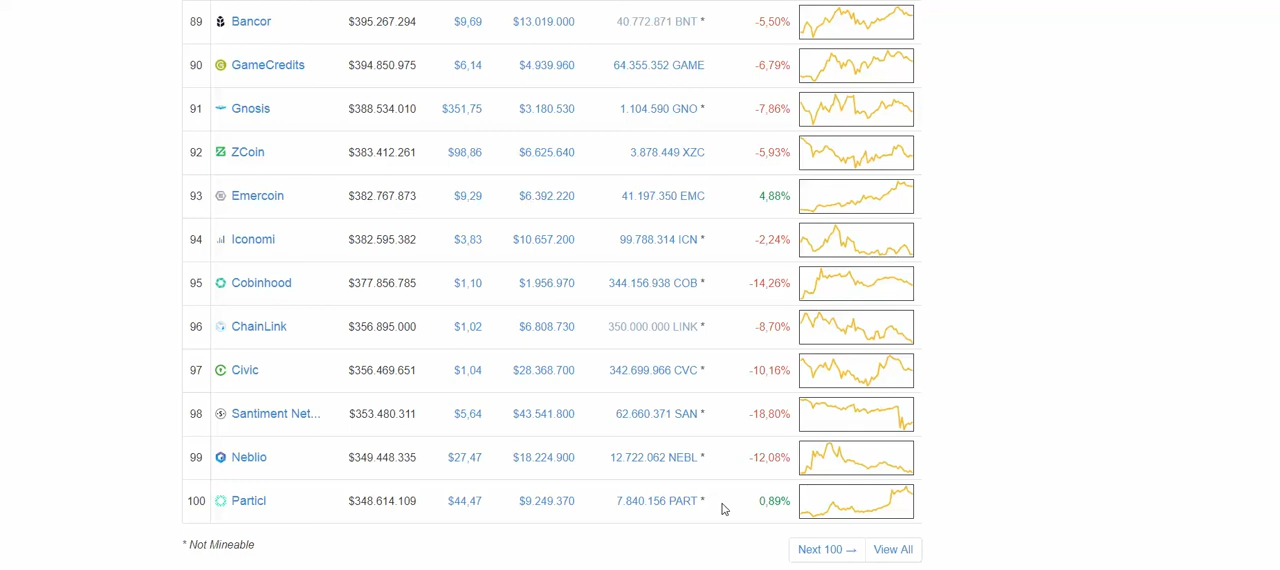 89 Bancor $395.267.294 $9,69 $13.019.000 40.772.871 BNT * -5,50%
90 GameCredits $394.850.975 $6,14 $4.939.960 64.355.352 GAME -6,79%
91 Gnosis $388.534.010 $351,75 $3.180.530 1.104.590 GNO * -7,86%
92 ZCoin $383.412.261 $98,86 $6.625.640 3.878.449 XZC -5,93%
93 Emercoin $382.767.873 $9,29 $6.392.220 41.197.350 EMC 4,88%
94 Iconomi $382.595.382 $3,83 $10.657.200 99.788.314 ICN * -2,24%
95 Cobinhood $377.856.785 $1,10 $1.956.970 344.156.938 COB * -14,26%
96 ChainLink $356.895.000 $1,02 $6.808.730 350.000.000 LINK * -8,70%
97 Civic $356.469.651 $1,04 $28.368.700 342.699.966 CVC * -10,16%
98 Santiment Net... $353.480.311 $5,64 $43.541.800 62.660.371 SAN * -18,80%
99 Neblio $349.448.335 $27,47 $18.224.900 12.722.062 NEBL * -12,08%
100 Particl $348.614.109 $44,47 $9.249.370 7.840.156 PART * 0,89%
* Not Mineable
Next 100 → View All